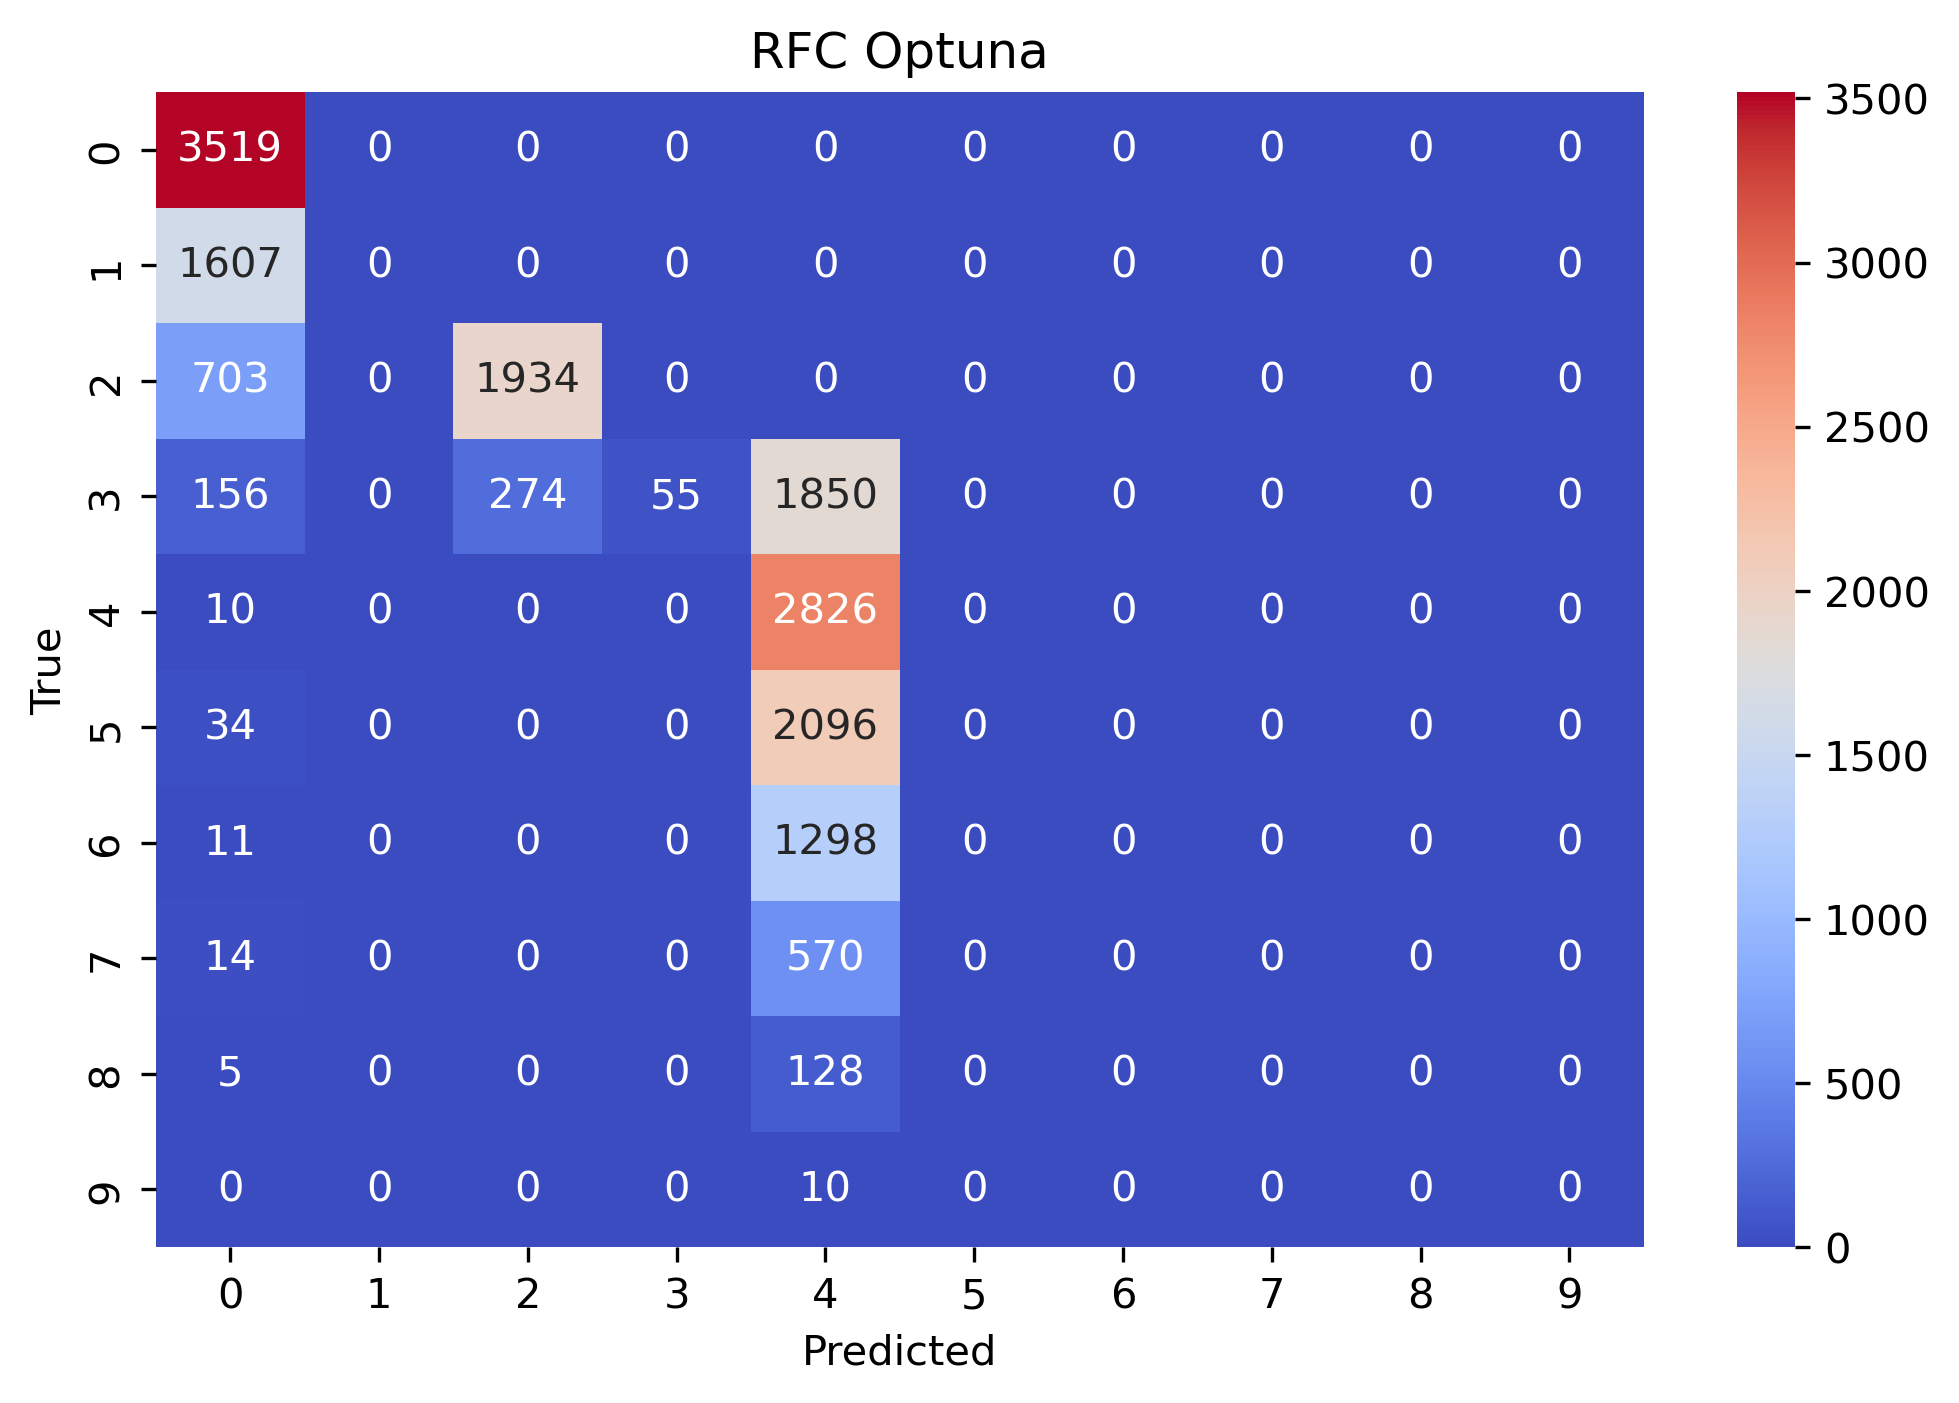 RFC Optuna
0 3519 0 0 0 0 0 0 0 0 0
1 1607 0 0 0 0 0 0 0 0 0
2 703 0 1934 0 0 0 0 0 0 0
3 156 0 274 55 1850 0 0 0 0 0
4 10 0 0 0 2826 0 0 0 0 0
5 34 0 0 0 2096 0 0 0 0 0
6 11 0 0 0 1298 0 0 0 0 0
7 14 0 0 0 570 0 0 0 0 0
8 5 0 0 0 128 0 0 0 0 0
9 0 0 0 0 10 0 0 0 0 0
True
0 1 2 3 4 5 6 7 8 9
Predicted
3500
3000
2500
2000
1500
1000
500
0